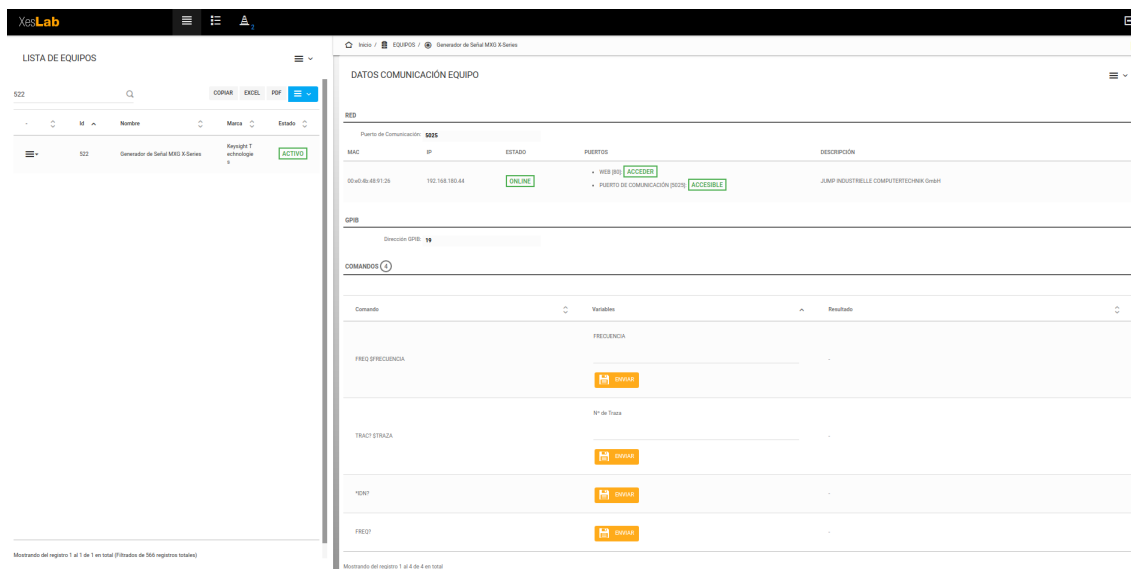 XesLab
2
LISTA DE EQUIPOS
522
COPIAR EXCEL PDF
- Id Nombre Marca Estado
522 Generador de Señal MXG X-Series Keysight T
echnologie
s
ACTIVO
Mostrando del registro 1 al 1 de 1 en total (Filtrados de 566 registros totales)
Inicio / EQUIPOS / Generador de Señal MXG X-Series
DATOS COMUNICACIÓN EQUIPO
RED
Puerto de Comunicación: 5025
MAC IP ESTADO PUERTOS DESCRIPCIÓN
00:e0:4b:48:91:26 192.168.180.44 ONLINE
WEB [80]: ACCEDER
PUERTO DE COMUNICACIÓN [5025]: ACCESIBLE
JUMP INDUSTRIELLE COMPUTERTECHNIK GmbH
GPIB
Dirección GPIB: 19
COMANDOS 4
Comando Variables Resultado
FRECUENCIA
FREQ $FRECUENCIA -
ENVIAR
Nº de Traza
TRAC? $TRAZA -
ENVIAR
*IDN? ENVIAR -
FREQ? ENVIAR -
Mostrando del registro 1 al 4 de 4 en total